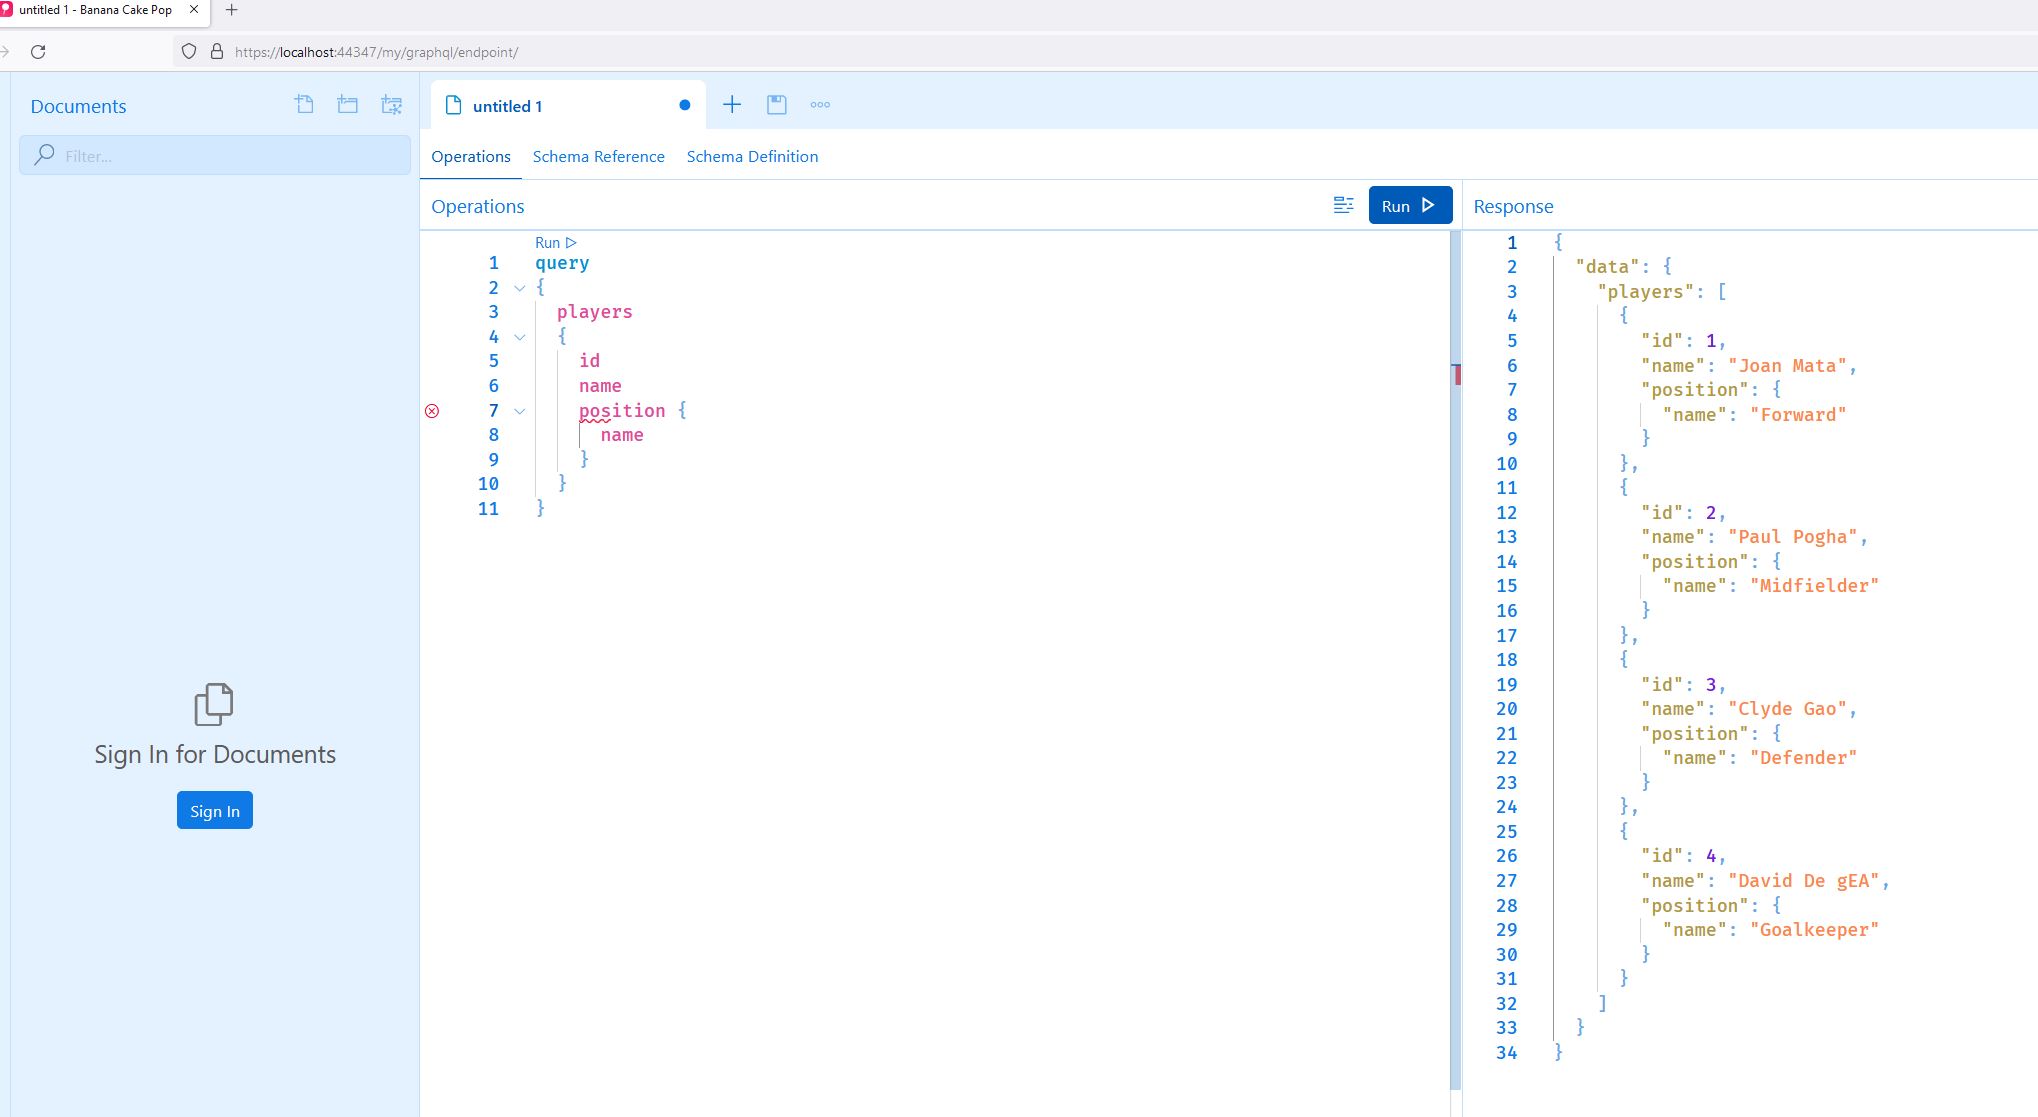 untitled 1 - Banana Cake Pop
https://localhost:44347/my/graphql/endpoint/
Documents
Filter...
Sign In for Documents
Sign In
untitled 1
Operations Schema Reference Schema Definition
Operations
Run
Run
1 query
2 {
3 players
4 {
5 id
6 name
7 position {
8 name
9 }
10 }
11 }
Response
1 {
2 "data": {
3 "players": [
4 {
5 "id": 1,
6 "name": "Joan Mata",
7 "position": {
8 "name": "Forward"
9 }
10 },
11 {
12 "id": 2,
13 "name": "Paul Pogha",
14 "position": {
15 "name": "Midfielder"
16 }
17 },
18 {
19 "id": 3,
20 "name": "Clyde Gao",
21 "position": {
22 "name": "Defender"
23 }
24 },
25 {
26 "id": 4,
27 "name": "David De gEA",
28 "position": {
29 "name": "Goalkeeper"
30 }
31 }
32 ]
33 }
34 }